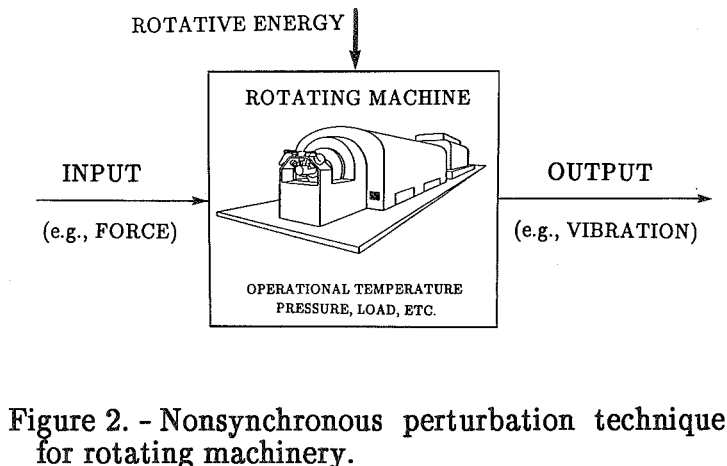 ROTATIVE ENERGY
ROTATING MACHINE
INPUT
(e.g., FORCE)
OUTPUT
(e.g., VIBRATION)
OPERATIONAL TEMPERATURE
PRESSURE, LOAD, ETC.
Figure 2. - Nonsynchronous perturbation technique
for rotating machinery.